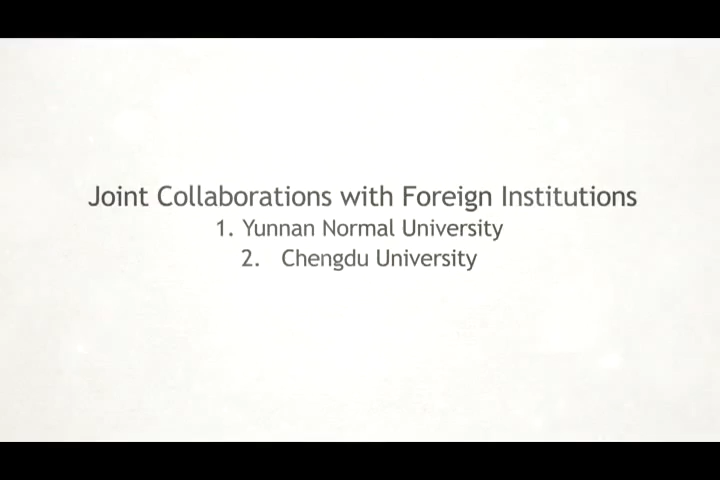 Joint Collaborations with Foreign Institutions
1. Yunnan Normal University
2. Chengdu University